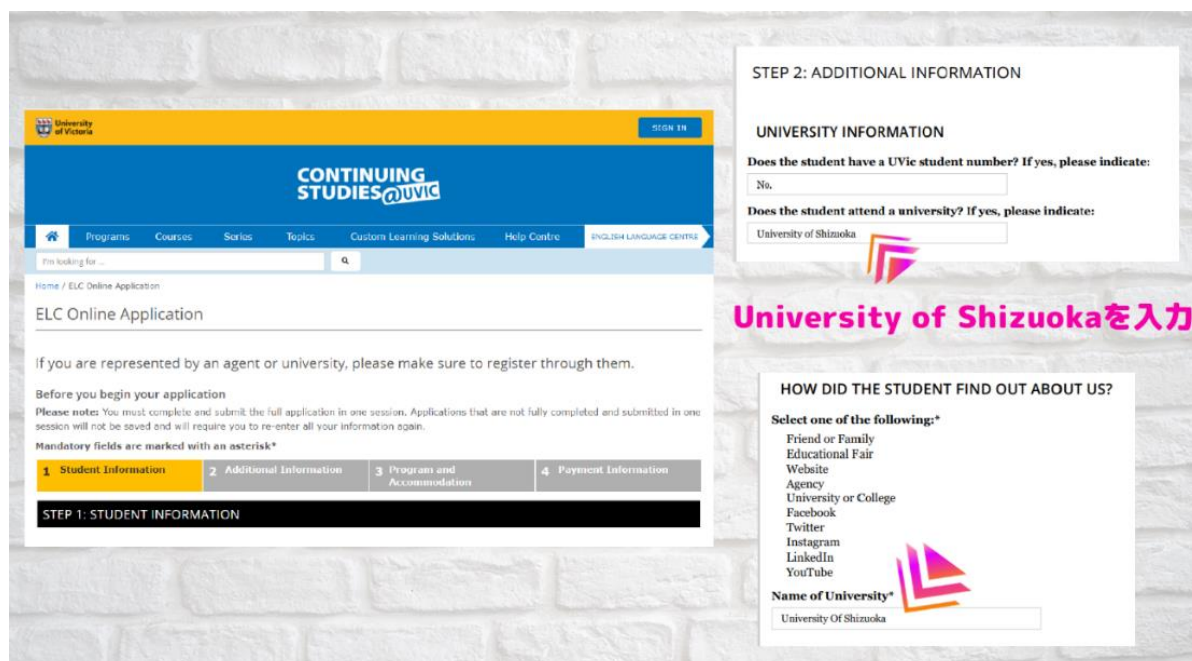 University
of Victoria
SIGN IN
CONTINUING
STUDIES@UVIC
Programs Courses Series Topics Custom Learning Solutions Help Centre ENGLISH LANGUAGE CENTRE
I'm looking for ...
Home / ELC Online Application
ELC Online Application
If you are represented by an agent or university, please make sure to register through them.
Before you begin your application
Please note: You must complete and submit the full application in one session. Applications that are not fully completed and submitted in one
session will not be saved and will require you to re-enter all your information again.
Mandatory fields are marked with an asterisk*
1 Student Information 2 Additional Information 3 Program and Accommodation 4 Payment Information
STEP 1: STUDENT INFORMATION
STEP 2: ADDITIONAL INFORMATION
UNIVERSITY INFORMATION
Does the student have a UVic student number? If yes, please indicate:
No.
Does the student attend a university? If yes, please indicate:
University of Shizuoka
University of Shizuokaを入力
HOW DID THE STUDENT FIND OUT ABOUT US?
Select one of the following:*
Friend or Family
Educational Fair
Website
Agency
University or College
Facebook
Twitter
Instagram
LinkedIn
YouTube
Name of University*
University Of Shizuoka